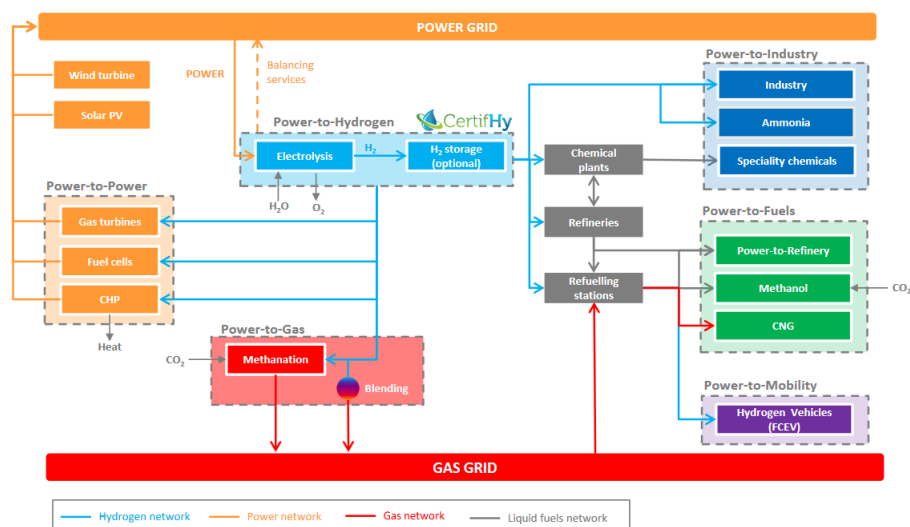 POWER GRID
Wind turbine
Solar PV
POWER
Balancing
services
Power-to-Hydrogen
CertifHy
Electrolysis
H₂
H₂ storage
(optional)
H₂O
O₂
Power-to-Power
Gas turbines
Fuel cells
CHP
Heat
Power-to-Gas
CO₂
Methanation
Blending
Chemical
plants
Refineries
Refuelling
stations
Power-to-Industry
Industry
Ammonia
Speciality chemicals
Power-to-Fuels
Power-to-Refinery
Methanol
CO₂
CNG
Power-to-Mobility
Hydrogen Vehicles
(FCEV)
GAS GRID
Hydrogen network
Power network
Gas network
Liquid fuels network